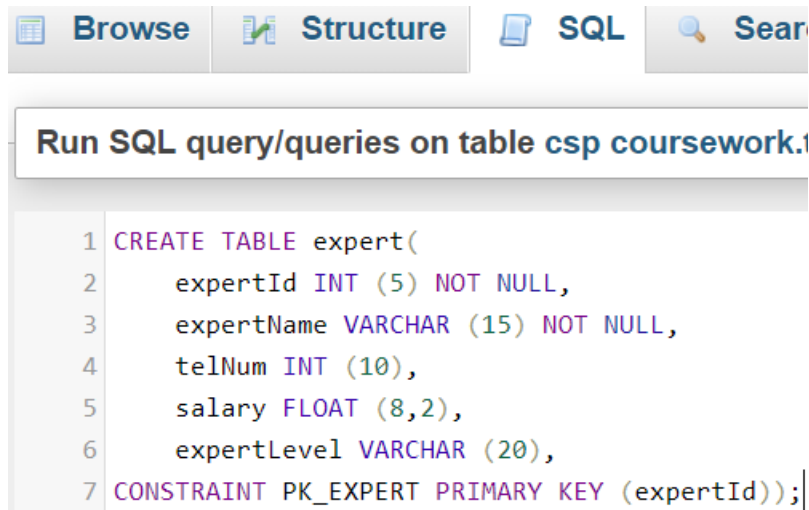 Browse Structure SQL
Run SQL query/queries on table csp coursework.
1 CREATE TABLE expert(
2 expertId INT (5) NOT NULL,
3 expertName VARCHAR (15) NOT NULL,
4 telNum INT (10),
5 salary FLOAT (8,2),
6 expertLevel VARCHAR (20),
7 CONSTRAINT PK_EXPERT PRIMARY KEY (expertId));